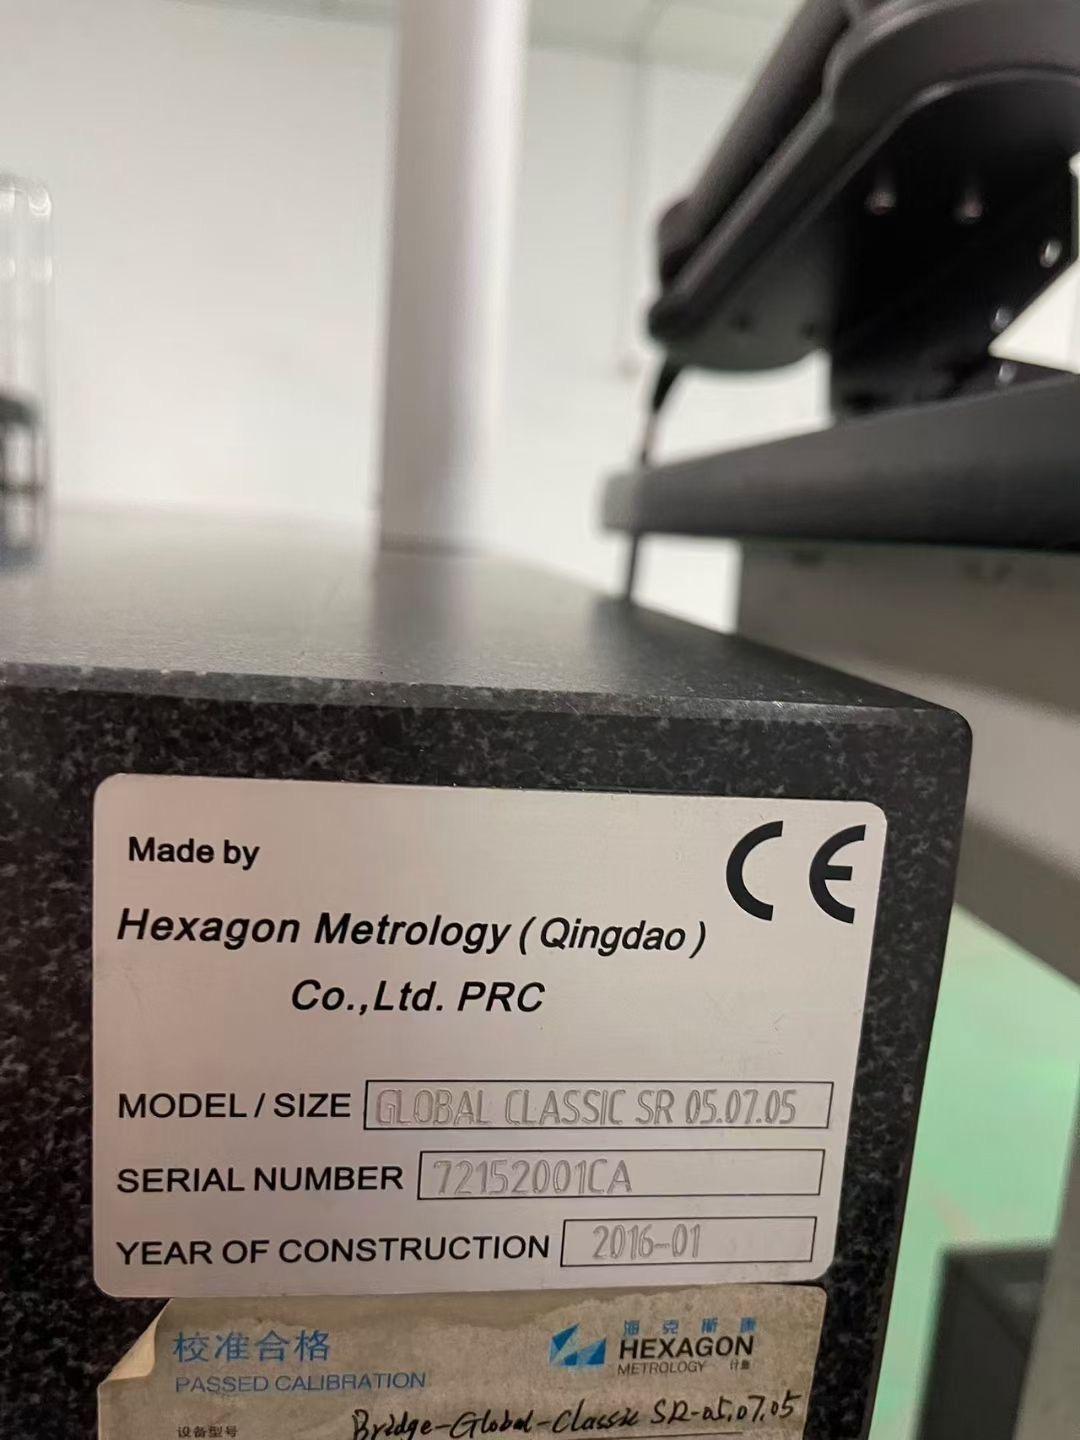 Made by
CE
Hexagon Metrology (Qingdao)
Co.,Ltd. PRC
MODEL / SIZE GLOBAL CLASSIC SR 05.07.05
SERIAL NUMBER 72152001CA
YEAR OF CONSTRUCTION 2016-01
校准合格
PASSED CALIBRATION
海克斯康
HEXAGON
METROLOGY 计量
设备型号 Bridge-Global-Classic SR-05.07.05